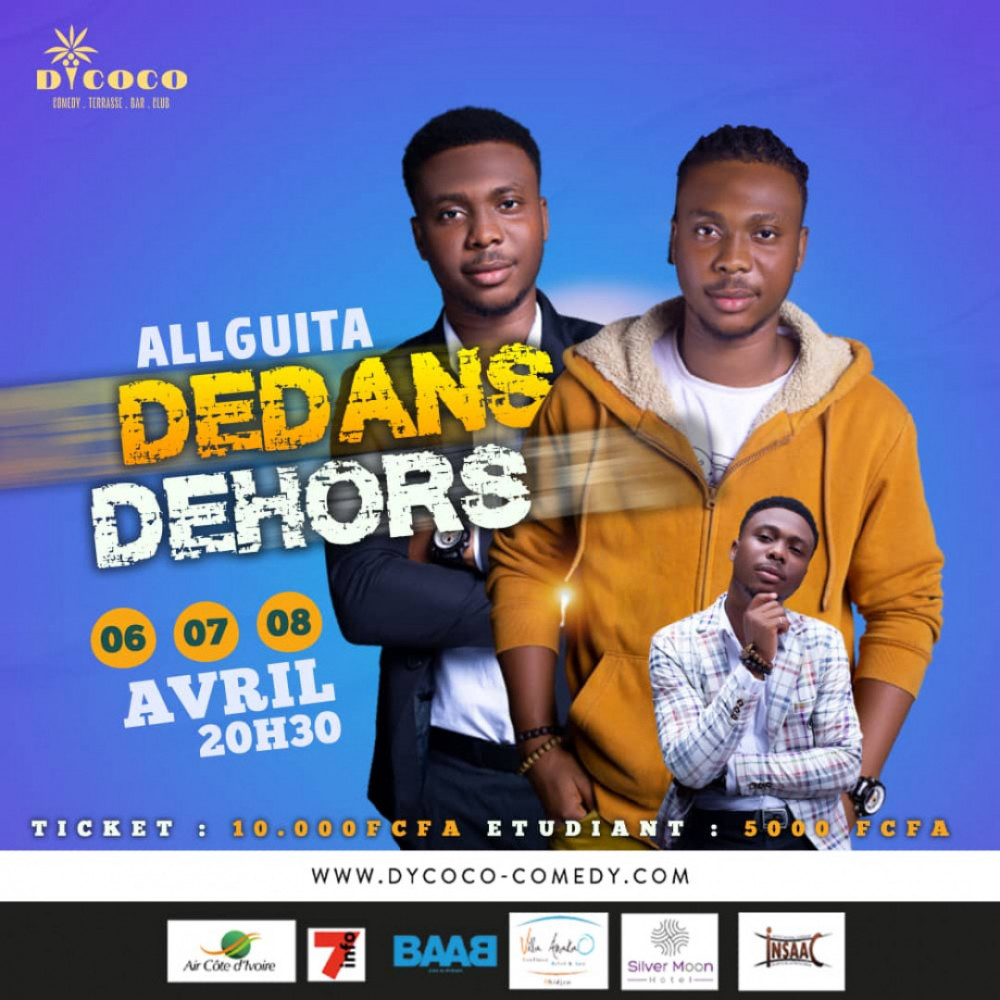 DYCOCO
COMEDY . TERRASSE . BAR . CLUB
ALLGUITA
DEDANS
DEHORS
06 07 08
AVRIL
20H30
TICKET : 10.000FCFA ETUDIANT : 5000 FCFA
WWW.DYCOCO-COMEDY.COM
Air Côte d'Ivoire
7 info
BAAB
Villa Anakao
Silver Moon
Hotel
INSAAC